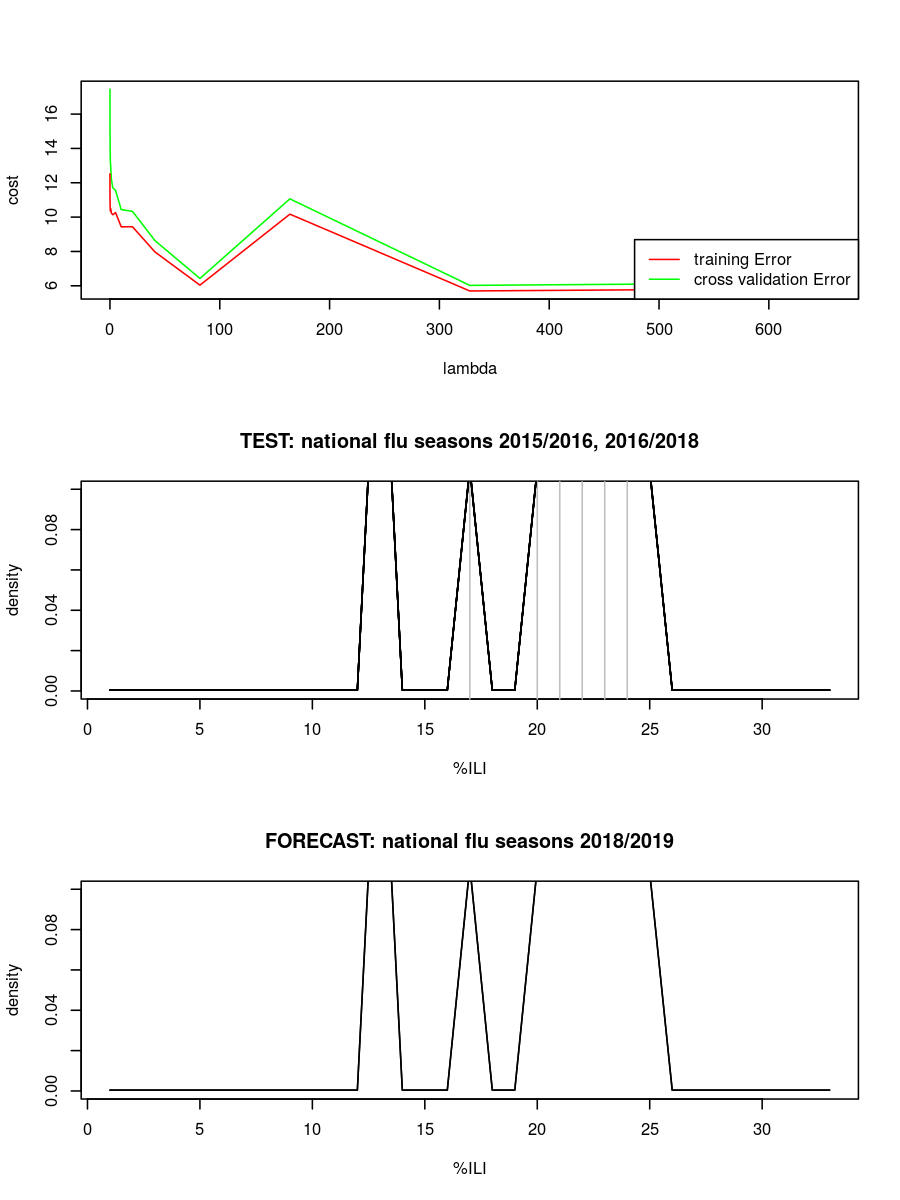 cost
16
14
12
10
8
6
training Error
cross validation Error
0 100 200 300 400 500 600
lambda
TEST: national flu seasons 2015/2016, 2016/2018
density
0.08
0.04
0.00
0 5 10 15 20 25 30
%ILI
FORECAST: national flu seasons 2018/2019
density
0.08
0.04
0.00
0 5 10 15 20 25 30
%ILI